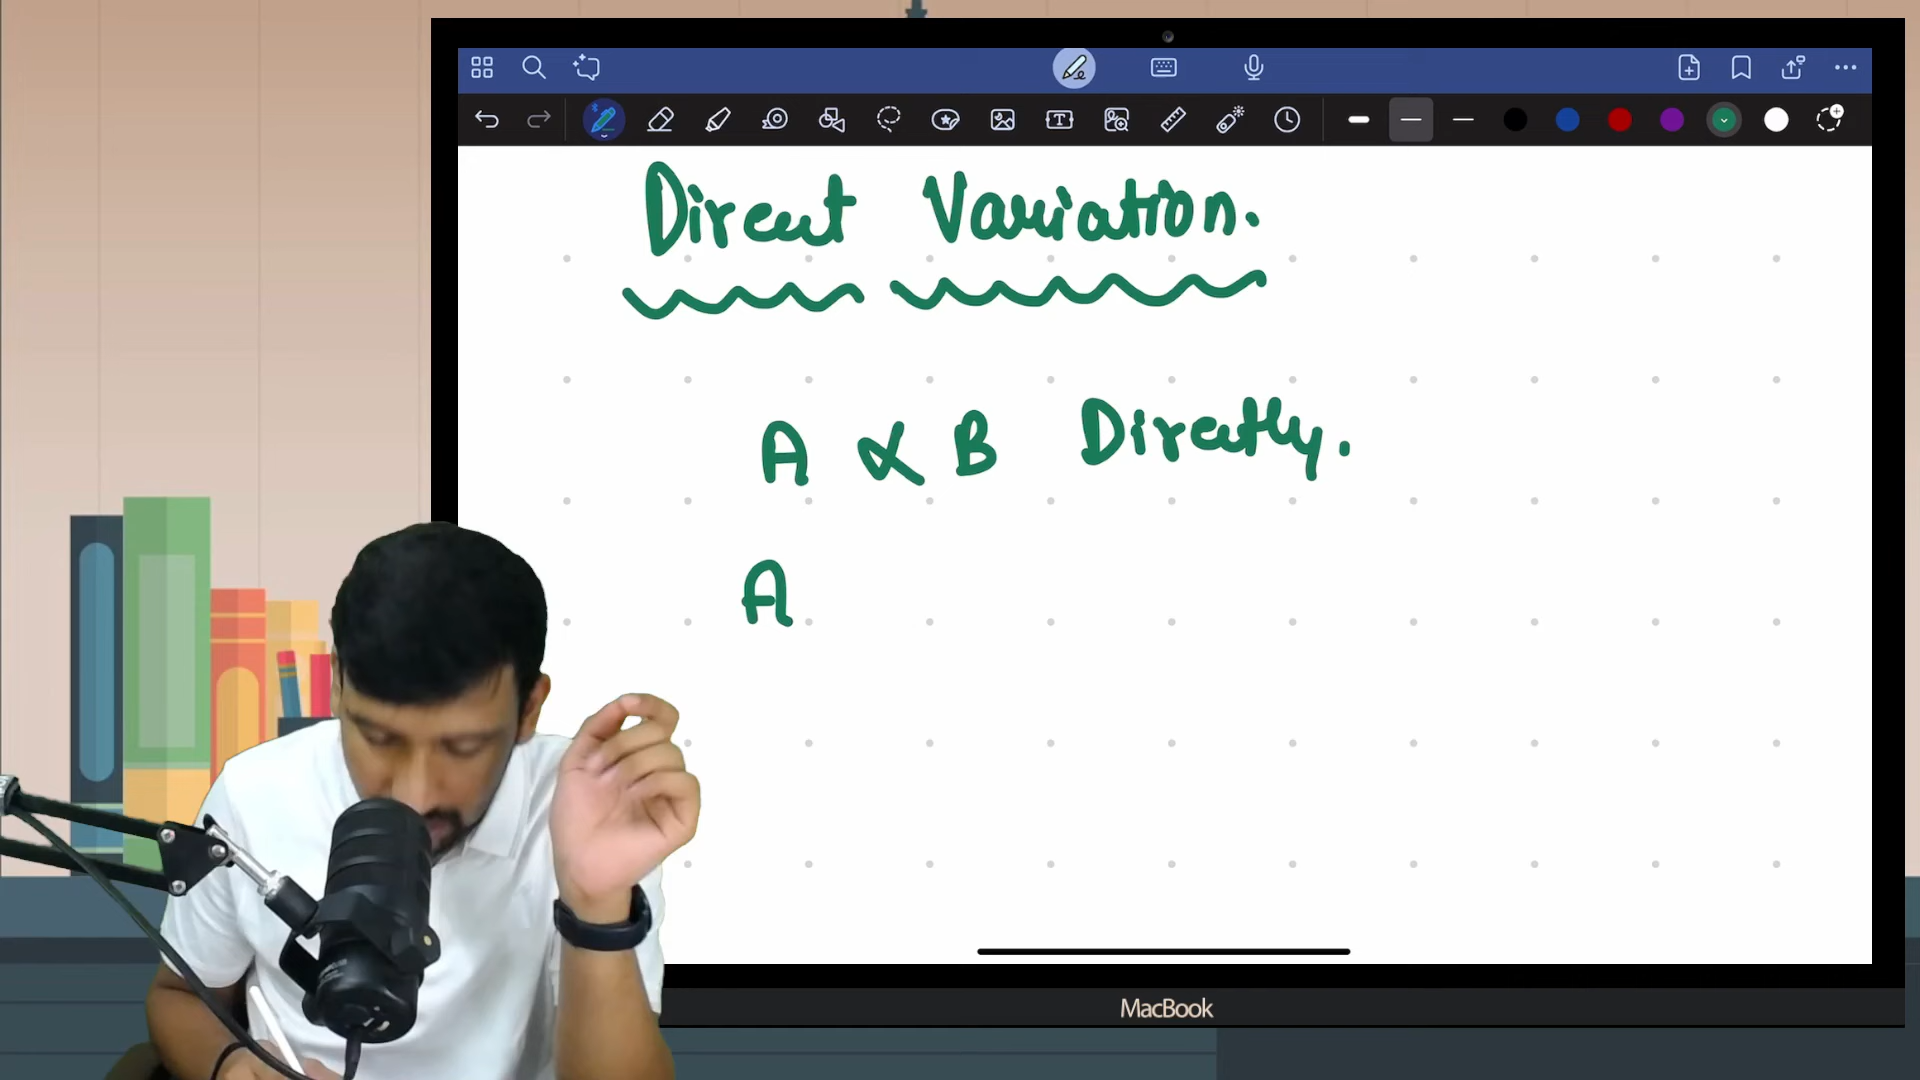 Direct Variation.
A ∝ B Directly.
A
MacBook